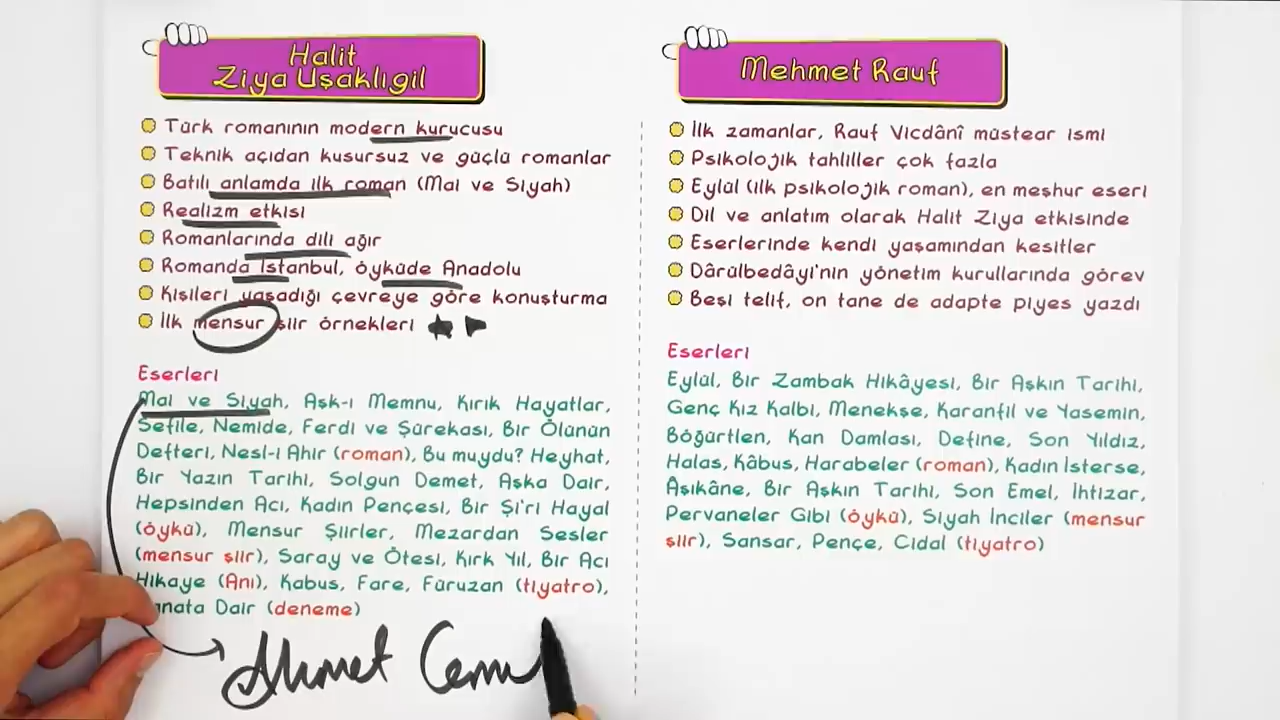 Halit
Ziya Uşaklıgil
Türk romanının modern kurucusu
Teknik açıdan kusursuz ve güçlü romanlar
Batılı anlamda ilk roman (Mai ve Siyah)
Realizm etkisi
Romanlarında dili ağır
Romanda İstanbul, öyküde Anadolu
Kişileri yaşadığı çevreye göre konuşturma
İlk mensur şiir örnekleri
Eserleri
Mai ve Siyah, Aşk-ı Memnu, Kırık Hayatlar,
Sefile, Nemide, Ferdi ve Şürekası, Bir Ölünün
Defteri, Nesl-i Ahir (roman), Bu muydu? Heyhat,
Bir Yazın Tarihi, Solgun Demet, Aşka Dair,
Hepsinden Acı, Kadın Pençesi, Bir Şi'ri Hayal
(öykü), Mensur Şiirler, Mezardan Sesler
(mensur şiir), Saray ve Ötesi, Kırk Yıl, Bir Acı
Hikaye (Anı), Kabus, Fare, Füruzan (tiyatro),
Dair (deneme)
Ahmet Cem
Mehmet Rauf
İlk zamanlar, Rauf Vicdânî müstear ismi
Psikolojik tahliller çok fazla
Eylül (ilk psikolojik roman), en meşhur eseri
Dil ve anlatım olarak Halit Ziya etkisinde
Eserlerinde kendi yaşamından kesitler
Dârülbedâyi'nin yönetim kurullarında görev
Beşi telif, on tane de adapte piyes yazdı
Eserleri
Eylül, Bir Zambak Hikâyesi, Bir Aşkın Tarihi,
Genç Kız Kalbi, Menekşe, Karanfil ve Yasemin,
Böğürtlen, Kan Damlası, Define, Son Yıldız,
Halas, Kâbus, Harabeler (roman), Kadın İsterse,
Aşıkâne, Bir Aşkın Tarihi, Son Emel, İhtizar,
Pervaneler Gibi (öykü), Siyah İnciler (mensur
şiir), Sansar, Pençe, Cidal (tiyatro)